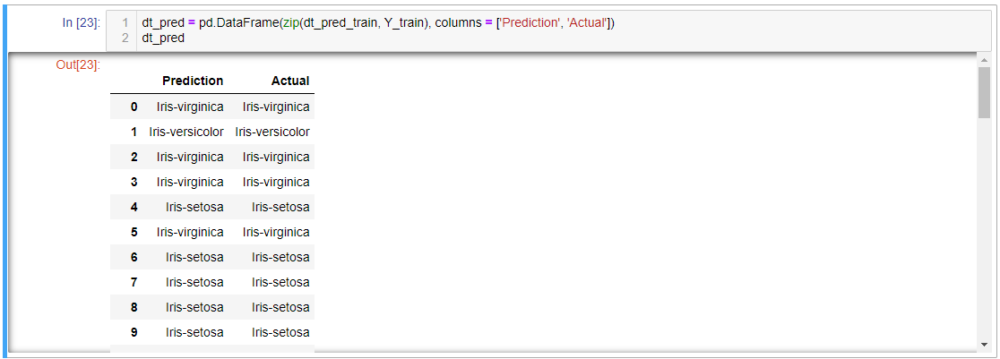 In [23]: 1 dt_pred = pd.DataFrame(zip(dt_pred_train, Y_train), columns = ['Prediction', 'Actual'])
2 dt_pred
Out[23]:
Prediction Actual
0 Iris-virginica Iris-virginica
1 Iris-versicolor Iris-versicolor
2 Iris-virginica Iris-virginica
3 Iris-virginica Iris-virginica
4 Iris-setosa Iris-setosa
5 Iris-virginica Iris-virginica
6 Iris-setosa Iris-setosa
7 Iris-setosa Iris-setosa
8 Iris-setosa Iris-setosa
9 Iris-setosa Iris-setosa